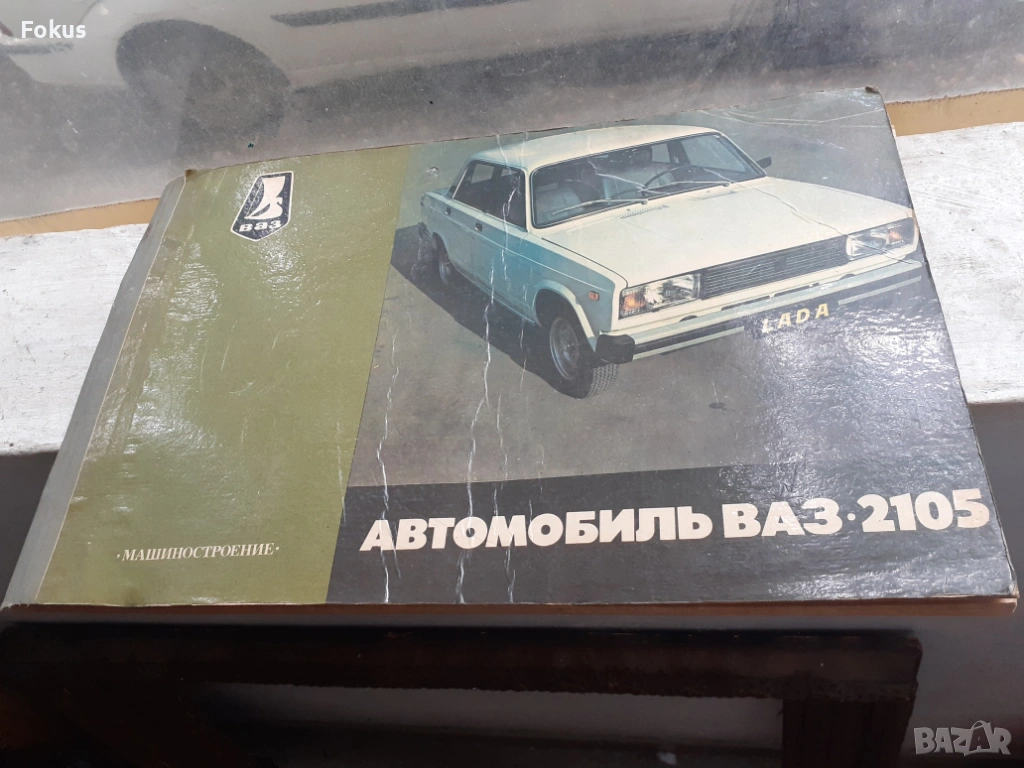 Fokus
ваз
LADA
АВТОМОБИЛЬ ВАЗ·2105
·МАШИНОСТРОЕНИЕ·
BAZAR